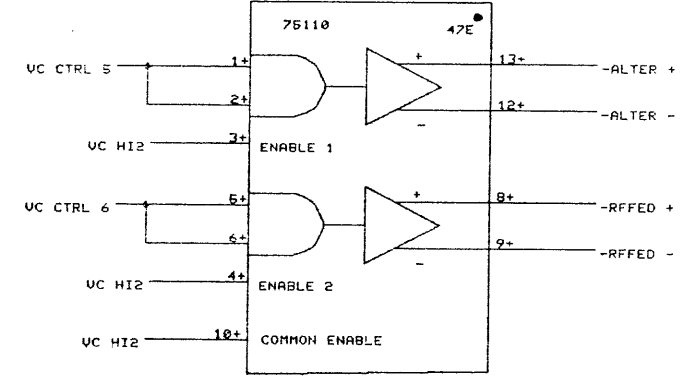 75110 47E
VC CTRL 5 1+ + 13+ -ALTER +
2+ 12+ -ALTER -
VC HI2 3+ ENABLE 1 -
VC CTRL 6 5+ + 8+ -RFFED +
6+ 9+ -RFFED -
VC HI2 4+ ENABLE 2 -
VC HI2 10+ COMMON ENABLE